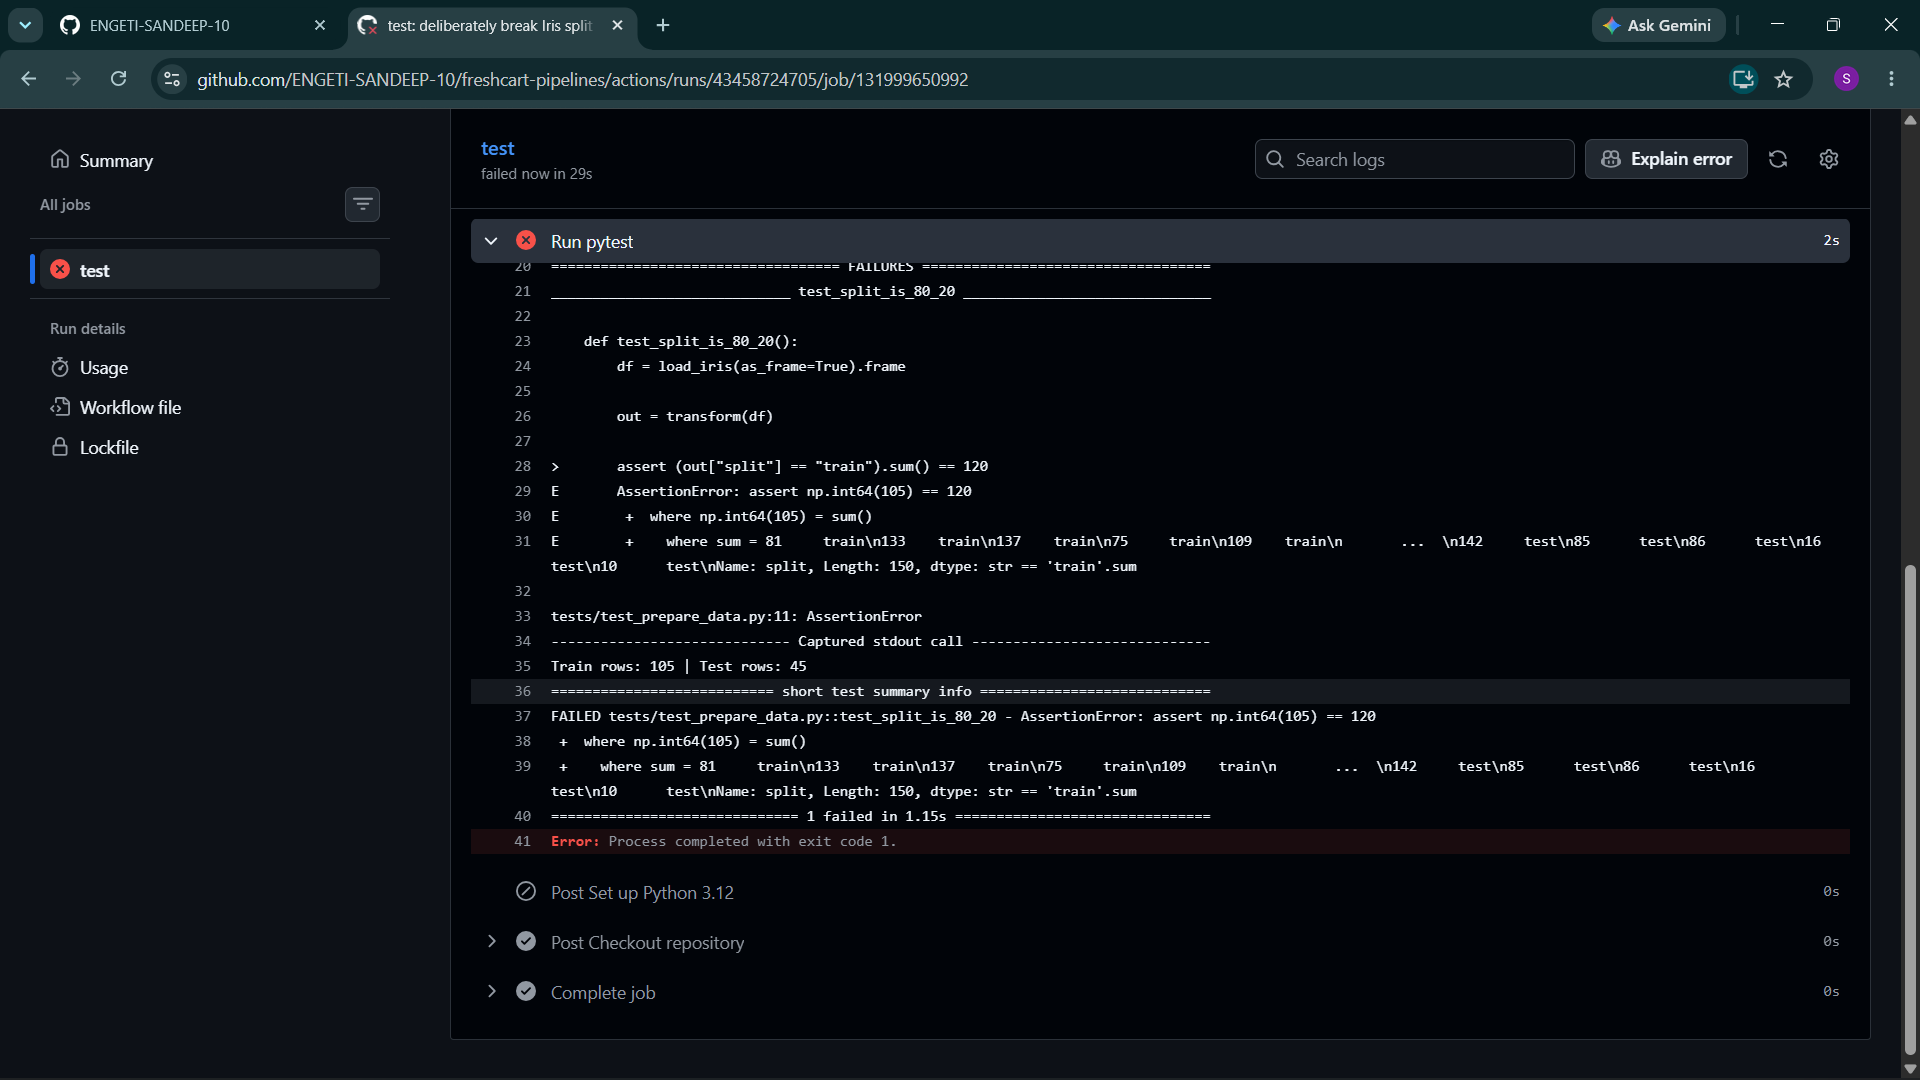 ENGETI-SANDEEP-10
test: deliberately break Iris split
Ask Gemini
github.com/ENGETI-SANDEEP-10/freshcart-pipelines/actions/runs/43458724705/job/131999650992
S
Summary
All jobs
test
Run details
Usage
Workflow file
Lockfile
test
failed now in 29s
Search logs
Explain error
Run pytest
2s
20 =================================== FAILURES ===================================
21 _____________________________ test_split_is_80_20 ______________________________
22
23     def test_split_is_80_20():
24         df = load_iris(as_frame=True).frame
25
26         out = transform(df)
27
28 >       assert (out["split"] == "train").sum() == 120
29 E       AssertionError: assert np.int64(105) == 120
30 E        +  where np.int64(105) = sum()
31 E        +    where sum = 81     train\n133    train\n137    train\n75     train\n109    train\n       ...  \n142     test\n85      test\n86      test\n16
test\n10      test\nName: split, Length: 150, dtype: str == 'train'.sum
32
33 tests/test_prepare_data.py:11: AssertionError
34 ----------------------------- Captured stdout call -----------------------------
35 Train rows: 105 | Test rows: 45
36 =========================== short test summary info ============================
37 FAILED tests/test_prepare_data.py::test_split_is_80_20 - AssertionError: assert np.int64(105) == 120
38  +  where np.int64(105) = sum()
39  +    where sum = 81     train\n133    train\n137    train\n75     train\n109    train\n       ...  \n142     test\n85      test\n86      test\n16
test\n10      test\nName: split, Length: 150, dtype: str == 'train'.sum
40 ============================== 1 failed in 1.15s ===============================
41 Error: Process completed with exit code 1.
Post Set up Python 3.12
0s
Post Checkout repository
0s
Complete job
0s